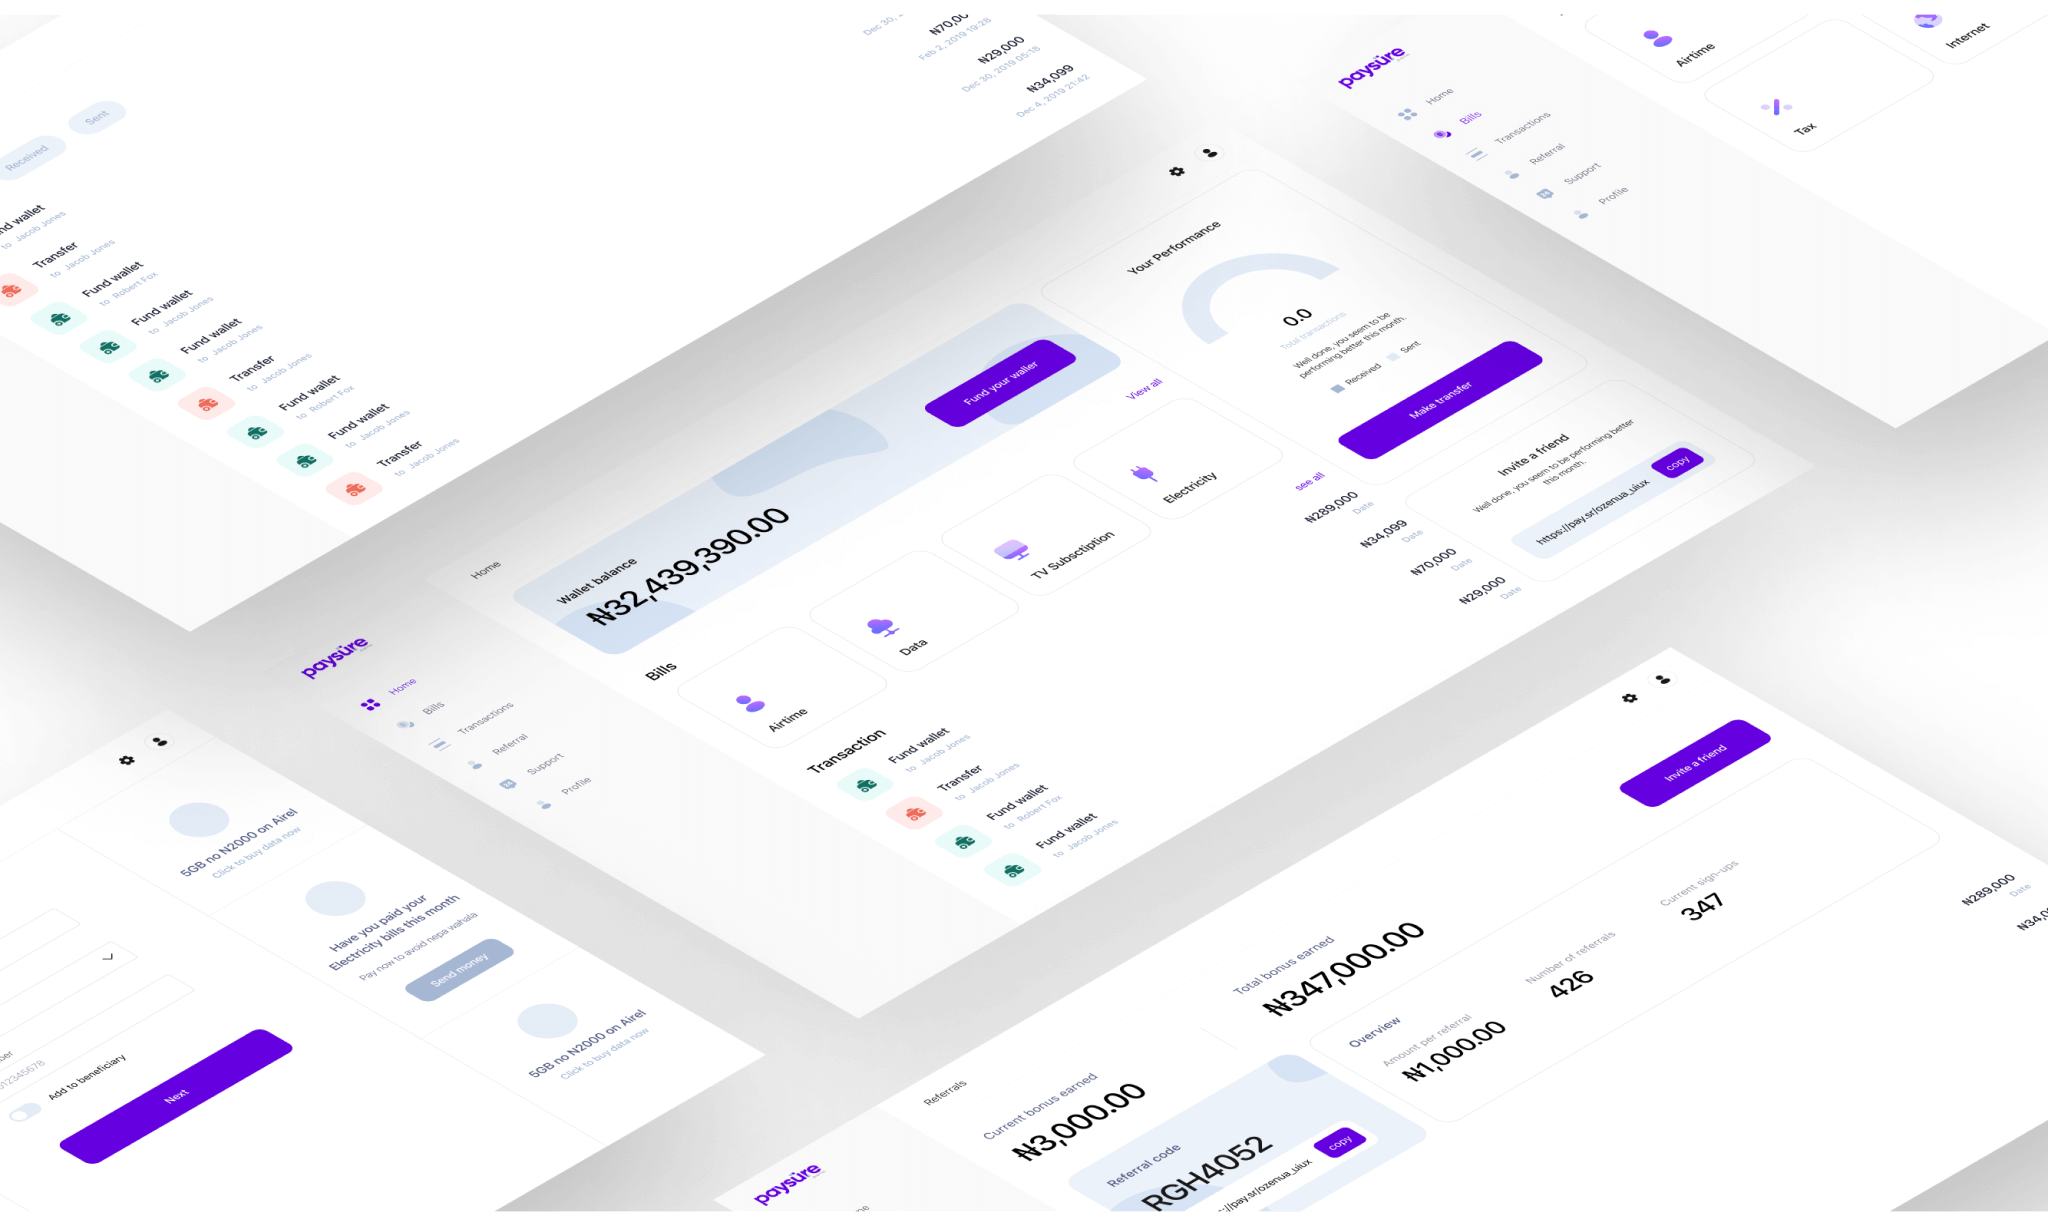 Received
Sent
nd wallet
to Jacob Jones
Transfer
to Jacob Jones
Fund wallet
to Robert Fox
Fund wallet
to Jacob Jones
Fund wallet
to Jacob Jones
Transfer
to Jacob Jones
Fund wallet
to Robert Fox
Fund wallet
to Jacob Jones
Transfer
to Jacob Jones
Dec 30,
₦70,00
Feb 2, 2019 19:28
₦29,000
Dec 30, 2019 05:18
₦34,099
Dec 4, 2019 21:42
paysure
Home
Bills
Transactions
Referral
Support
Profile
Airtime
Internet
Tax
paysure
Home
Bills
Transactions
Referral
Support
Profile
Home
Wallet balance
₦32,439,390.00
Fund your waller
Bills
View all
Airtime
Data
TV Subsctiption
Electricity
Transaction
see all
Fund wallet
to Jacob Jones
₦289,000
Date
Transfer
to Jacob Jones
₦34,099
Date
Fund wallet
to Robert Fox
₦70,000
Date
Fund wallet
to Jacob Jones
₦29,000
Date
Your Performance
0.0
Total transactions
Well done, you seem to be
performing better this month.
Received
Sent
Make transfer
Invite a friend
Well done, you seem to be performing better
this month.
https://pay.sr/ozenua_uiux
copy
5GB no N2000 on Airel
Click to buy data now
Have you paid your
Electricity bills this month
Pay now to avoid nepa wahala
Send money
5GB no N2000 on Airel
Click to buy data now
ber
012345678
Add to beneficiary
Next
paysure
Referrals
Invite a friend
Current bonus earned
₦3,000.00
Total bonus earned
₦347,000.00
Referral code
RGH4052
https://pay.sr/ozenua_uiux
copy
Overview
Amount per referral
₦1,000.00
Number of referrals
426
Current sign-ups
347
₦289,000
Date
₦34,0